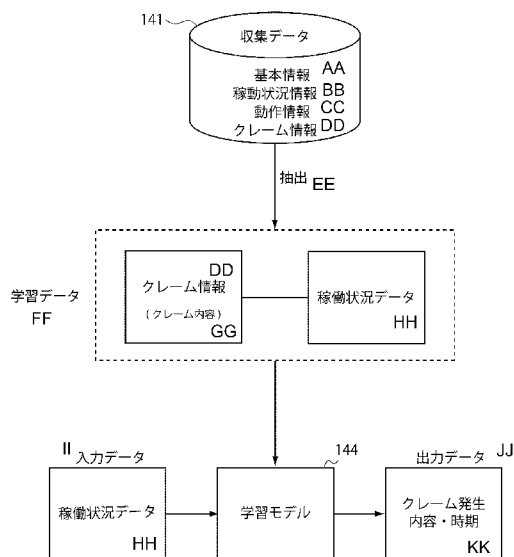 141
収集データ
基本情報 AA
稼動状況情報 BB
動作情報 CC
クレーム情報 DD
抽出 EE
学習データ
FF
DD
クレーム情報
(クレーム内容)
GG
稼働状況データ
HH
II 入力データ
稼働状況データ
HH
144
学習モデル
出力データ JJ
クレーム発生
内容・時期
KK